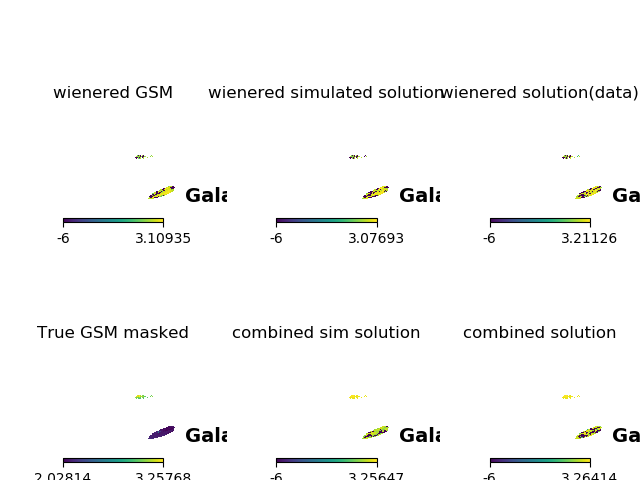 wienered GSM
wienered simulated solution
wienered solution(data)
Gala
Gala
Ga
-6 3.10935
-6 3.07693
-6 3.21126
True GSM masked
combined sim solution
combined solution
Gala
Gala
Ga
2.02814 3.25768
-6 3.25647
-6 3.26414